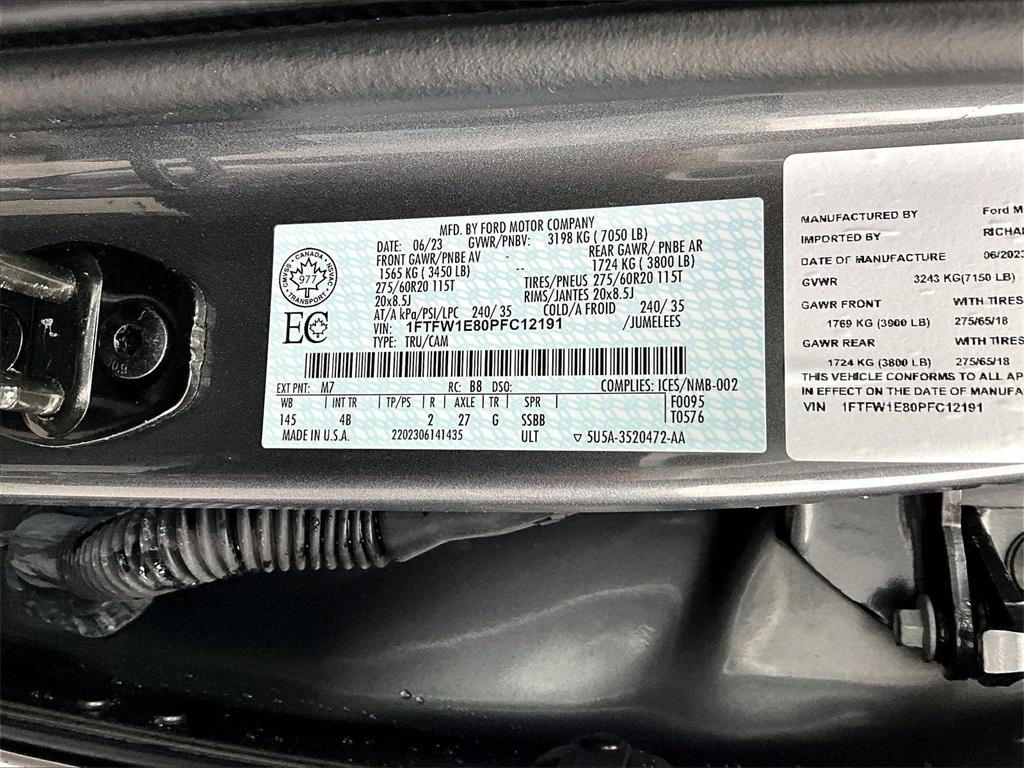 MFD. BY FORD MOTOR COMPANY
DATE: 06/23 GVWR/PNBV: 3198 KG ( 7050 LB)
FRONT GAWR/PNBE AV -- REAR GAWR/ PNBE AR
1565 KG ( 3450 LB) -- 1724 KG ( 3800 LB)
275/60R20 115T TIRES/PNEUS 275/60R20 115T
20x8.5J RIMS/JANTES 20x8.5J
AT/A kPa/PSI/LPC 240/ 35 COLD/A FROID 240/ 35
VIN: 1FTFW1E80PFC12191 /JUMELEES
TYPE: TRU/CAM
CMVSS · CANADA · NSVAC
977
TRANSPORT
EC
EXT PNT: M7 RC: B8 DSO: COMPLIES: ICES/NMB-002
WB INT TR TP/PS R AXLE TR SPR F0095
145 4B 2 27 G SSBB T0576
MADE IN U.S.A. 2202306141435 ULT ▽ 5U5A-3520472-AA
MANUFACTURED BY Ford M
IMPORTED BY RICHA
DATE OF MANUFACTURE 06/2023
GVWR 3243 KG(7150 LB)
GAWR FRONT WITH TIRES
1769 KG (3900 LB) 275/65/18
GAWR REAR WITH TIRES
1724 KG (3800 LB) 275/65/18
THIS VEHICLE CONFORMS TO ALL AP
IN EFFECT ON THE DATE OF MANUFA
VIN 1FTFW1E80PFC12191